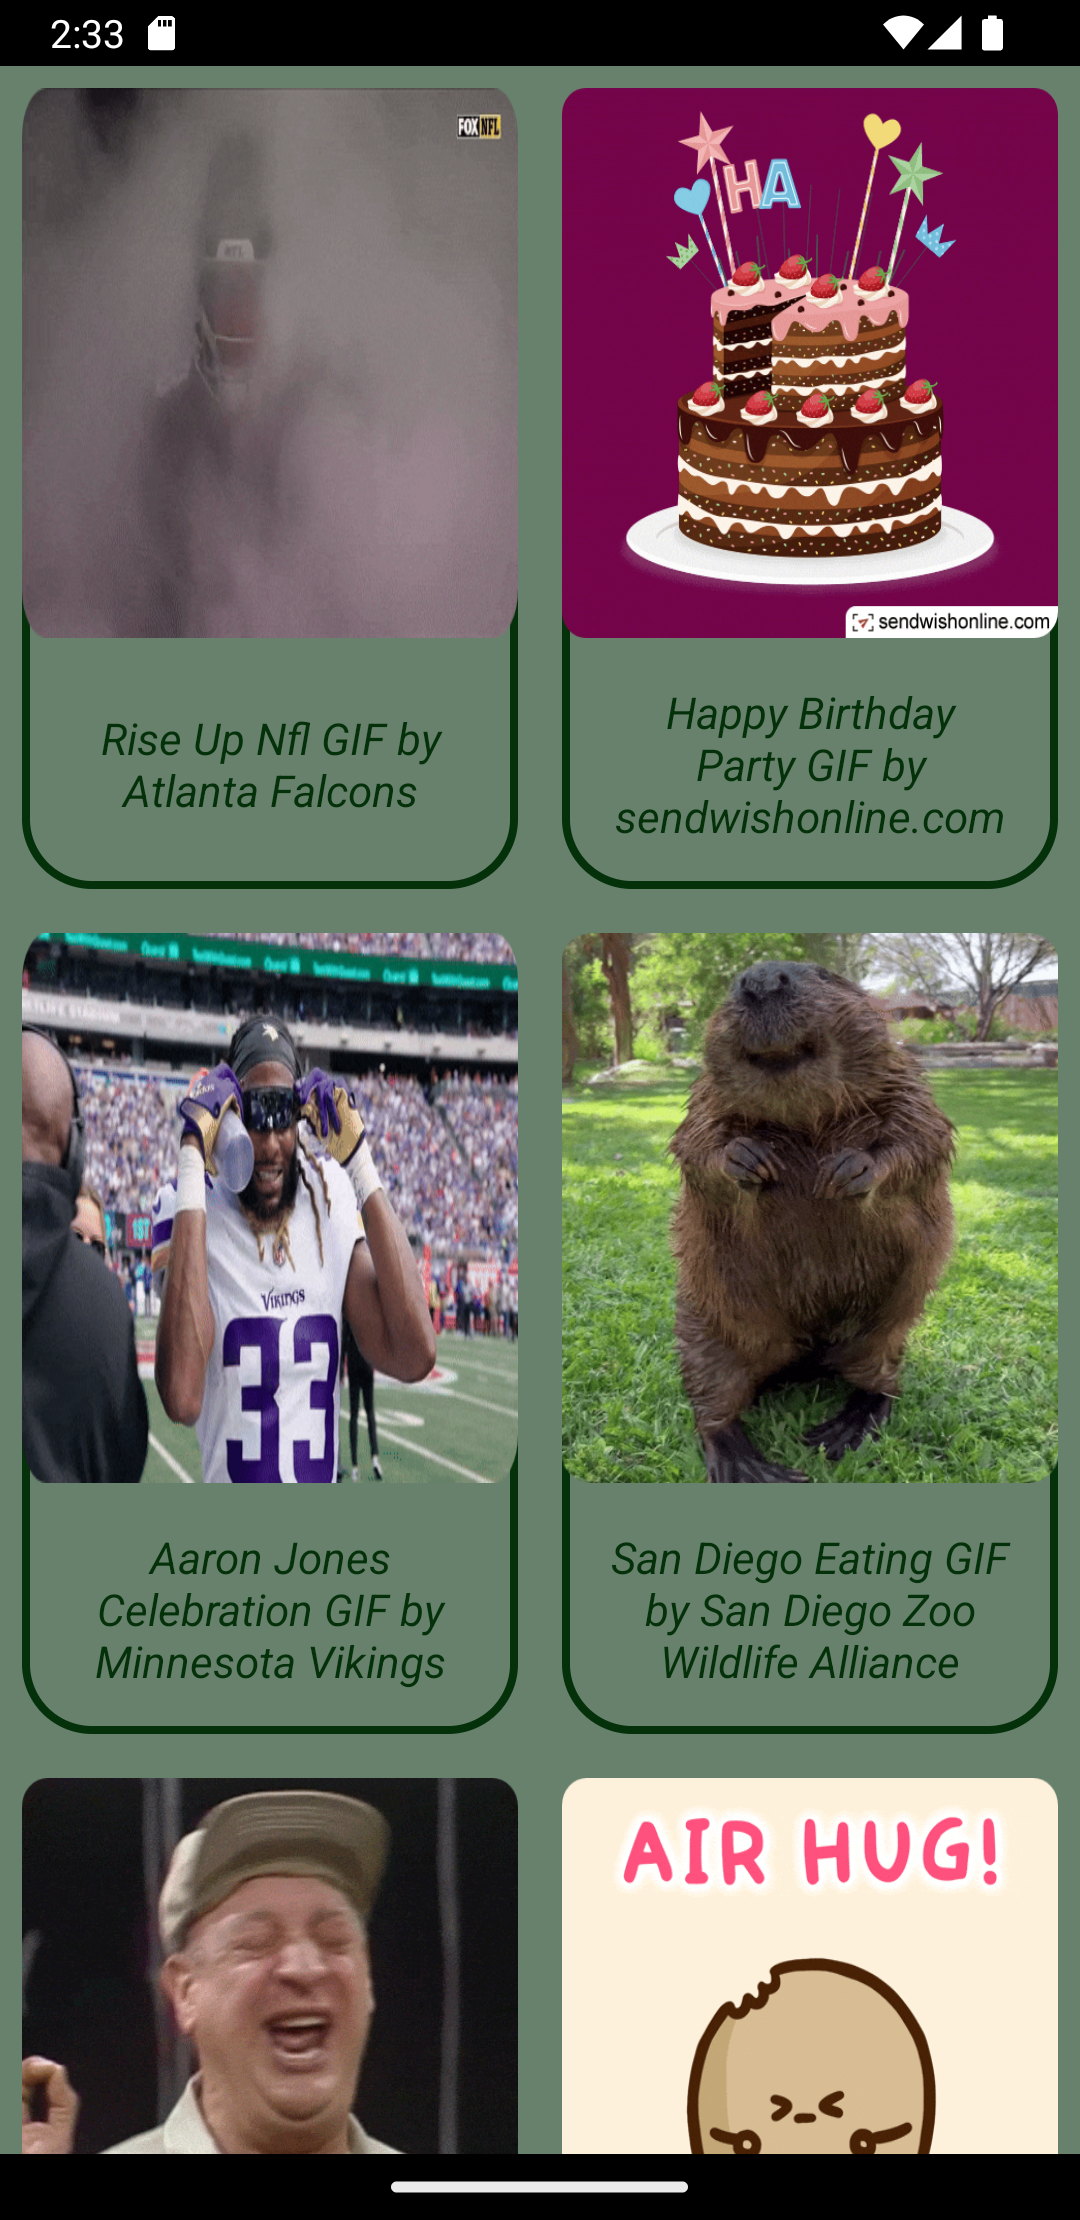 2:33
FOX NFL
ATL
HA
sendwishonline.com
Rise Up Nfl GIF by
Atlanta Falcons
Happy Birthday
Party GIF by
sendwishonline.com
1ST
VIKINGS
33
Aaron Jones
Celebration GIF by
Minnesota Vikings
San Diego Eating GIF
by San Diego Zoo
Wildlife Alliance
AIR HUG!